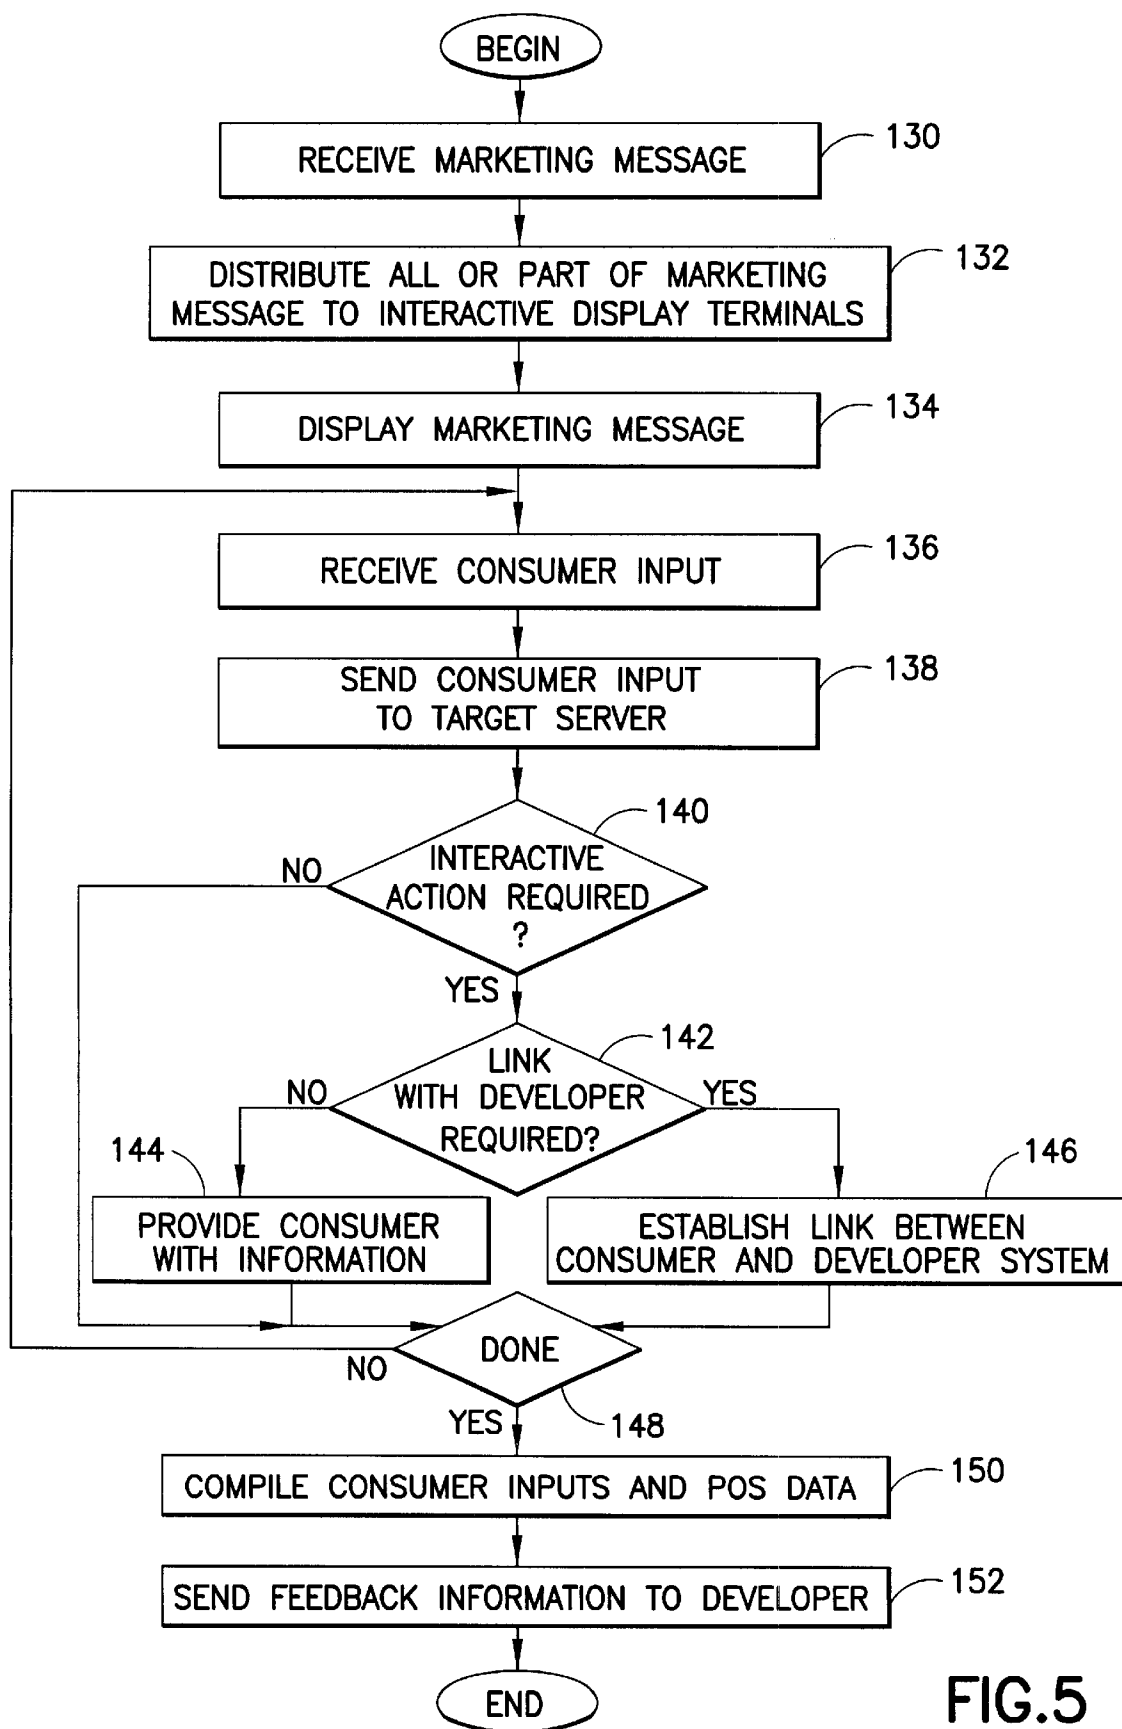 BEGIN
RECEIVE MARKETING MESSAGE
130
DISTRIBUTE ALL OR PART OF MARKETING
MESSAGE TO INTERACTIVE DISPLAY TERMINALS
132
DISPLAY MARKETING MESSAGE
134
RECEIVE CONSUMER INPUT
136
SEND CONSUMER INPUT
TO TARGET SERVER
138
140
INTERACTIVE
ACTION REQUIRED
?
NO
YES
142
LINK
WITH DEVELOPER
REQUIRED?
NO
YES
144
PROVIDE CONSUMER
WITH INFORMATION
146
ESTABLISH LINK BETWEEN
CONSUMER AND DEVELOPER SYSTEM
DONE
NO
YES
148
COMPILE CONSUMER INPUTS AND POS DATA
150
SEND FEEDBACK INFORMATION TO DEVELOPER
152
END
FIG.5